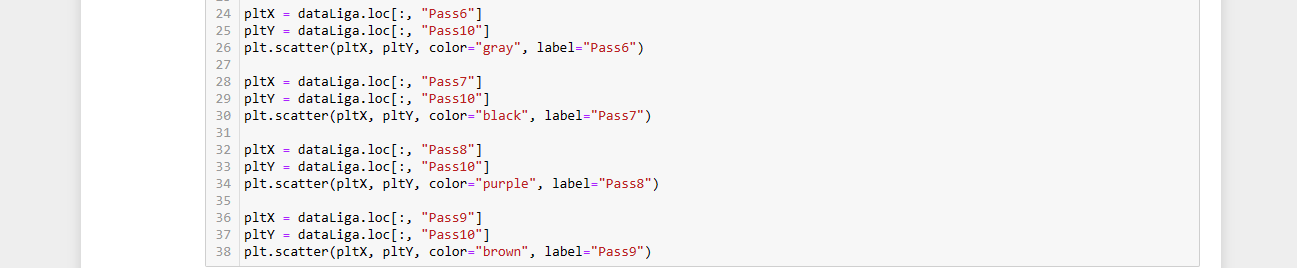 24 pltX = dataLiga.loc[:, "Pass6"]
25 pltY = dataLiga.loc[:, "Pass10"]
26 plt.scatter(pltX, pltY, color="gray", label="Pass6")
27
28 pltX = dataLiga.loc[:, "Pass7"]
29 pltY = dataLiga.loc[:, "Pass10"]
30 plt.scatter(pltX, pltY, color="black", label="Pass7")
31
32 pltX = dataLiga.loc[:, "Pass8"]
33 pltY = dataLiga.loc[:, "Pass10"]
34 plt.scatter(pltX, pltY, color="purple", label="Pass8")
35
36 pltX = dataLiga.loc[:, "Pass9"]
37 pltY = dataLiga.loc[:, "Pass10"]
38 plt.scatter(pltX, pltY, color="brown", label="Pass9")